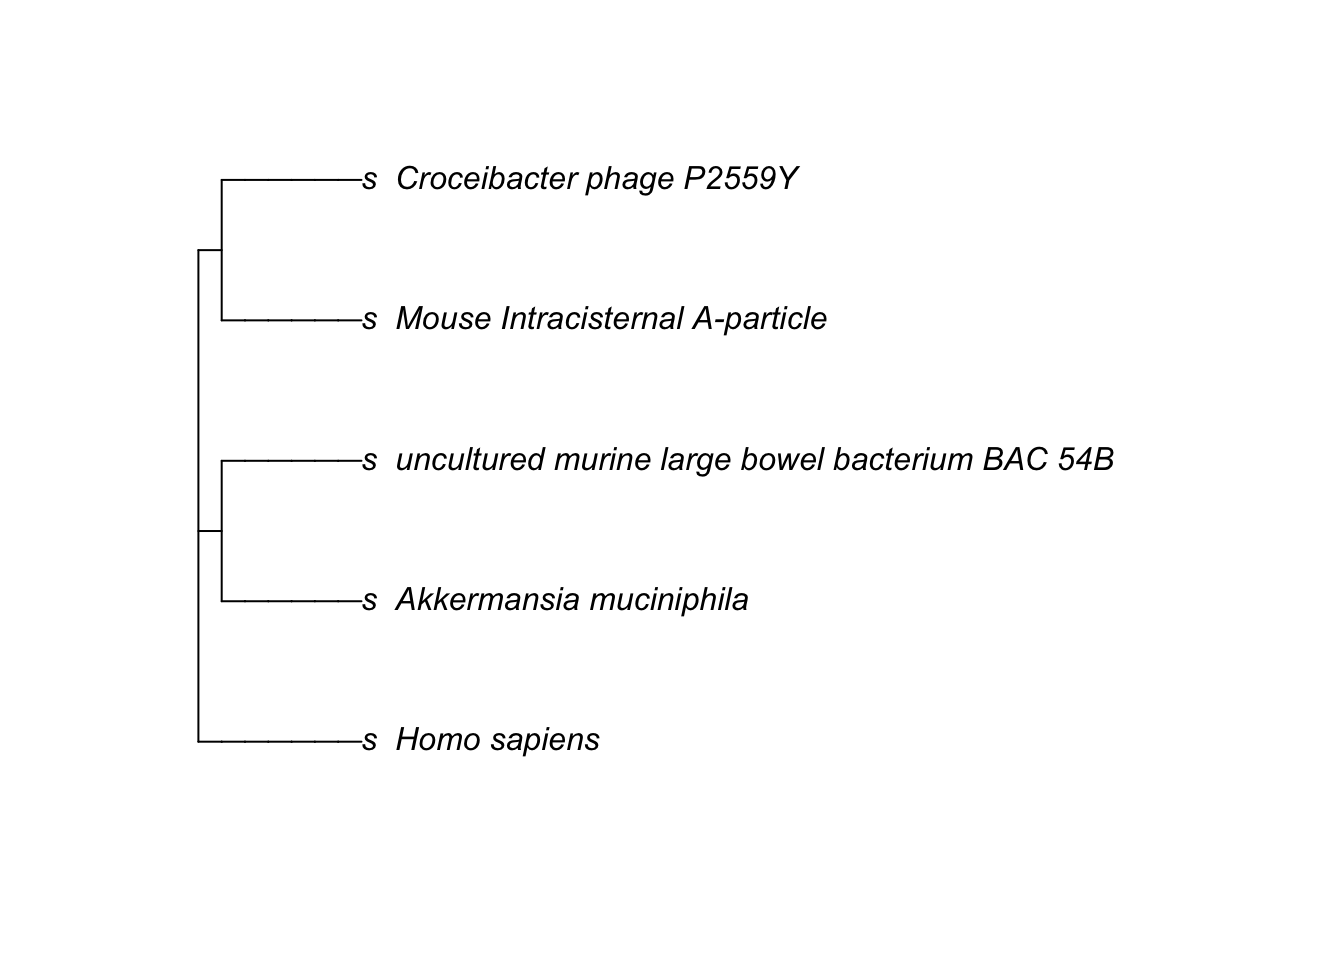 s Croceibacter phage P2559Y
s Mouse Intracisternal A-particle
s uncultured murine large bowel bacterium BAC 54B
s Akkermansia muciniphila
s Homo sapiens